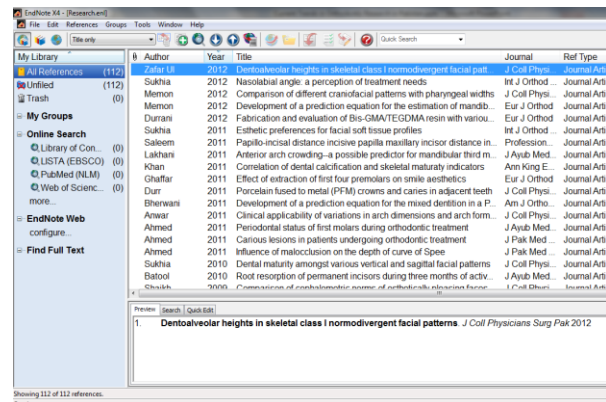 EndNote X4 - [Research.enl]
File Edit References Groups Tools Window Help
Title only Quick Search
My Library
All References (112)
Unfiled (112)
Trash (0)
My Groups
Online Search
Library of Con... (0)
LISTA (EBSCO) (0)
PubMed (NLM) (0)
Web of Scienc... (0)
more...
EndNote Web
configure...
Find Full Text
Author Year Title Journal Ref Type
Zafar Ul 2012 Dentoalveolar heights in skeletal class I normodivergent facial patt... J Coll Physi... Journal Arti
Sukhia 2012 Nasolabial angle: a perception of treatment needs Int J Orthod ... Journal Arti
Memon 2012 Comparison of different craniofacial patterns with pharyngeal widths J Coll Physi... Journal Arti
Memon 2012 Development of a prediction equation for the estimation of mandib... Eur J Orthod Journal Arti
Durrani 2012 Fabrication and evaluation of Bis-GMA/TEGDMA resin with variou... Eur J Orthod Journal Arti
Sukhia 2011 Esthetic preferences for facial soft tissue profiles Int J Orthod ... Journal Arti
Saleem 2011 Papillo-incisal distance incisive papilla maxillary incisor distance in... Profession... Journal Arti
Lakhani 2011 Anterior arch crowding--a possible predictor for mandibular third m... J Ayub Med... Journal Arti
Khan 2011 Correlation of dental calcification and skeletal maturaty indicators Ann King E... Journal Arti
Ghaffar 2011 Effect of extraction of first four premolars on smile aesthetics Eur J Orthod Journal Arti
Durr 2011 Porcelain fused to metal (PFM) crowns and caries in adjacent teeth J Coll Physi... Journal Arti
Bherwani 2011 Development of a prediction equation for the mixed dentition in a P... Am J Ortho... Journal Arti
Anwar 2011 Clinical applicability of variations in arch dimensions and arch form... J Coll Physi... Journal Arti
Ahmed 2011 Periodontal status of first molars during orthodontic treatment J Ayub Med... Journal Arti
Ahmed 2011 Carious lesions in patients undergoing orthodontic treatment J Pak Med ... Journal Arti
Ahmed 2011 Influence of malocclusion on the depth of curve of Spee J Pak Med ... Journal Arti
Sukhia 2010 Dental maturity amongst various vertical and sagittal facial patterns J Coll Physi... Journal Arti
Batool 2010 Root resorption of permanent incisors during three months of activ... J Ayub Med... Journal Arti
Shaikh 2009 Comparison of cephalometric norms of orthotically pleasing faces J Coll Physi... Journal Arti
Preview Search Quick Edit
1. Dentoalveolar heights in skeletal class I normodivergent facial patterns. J Coll Physicians Surg Pak 2012
Showing 112 of 112 references.